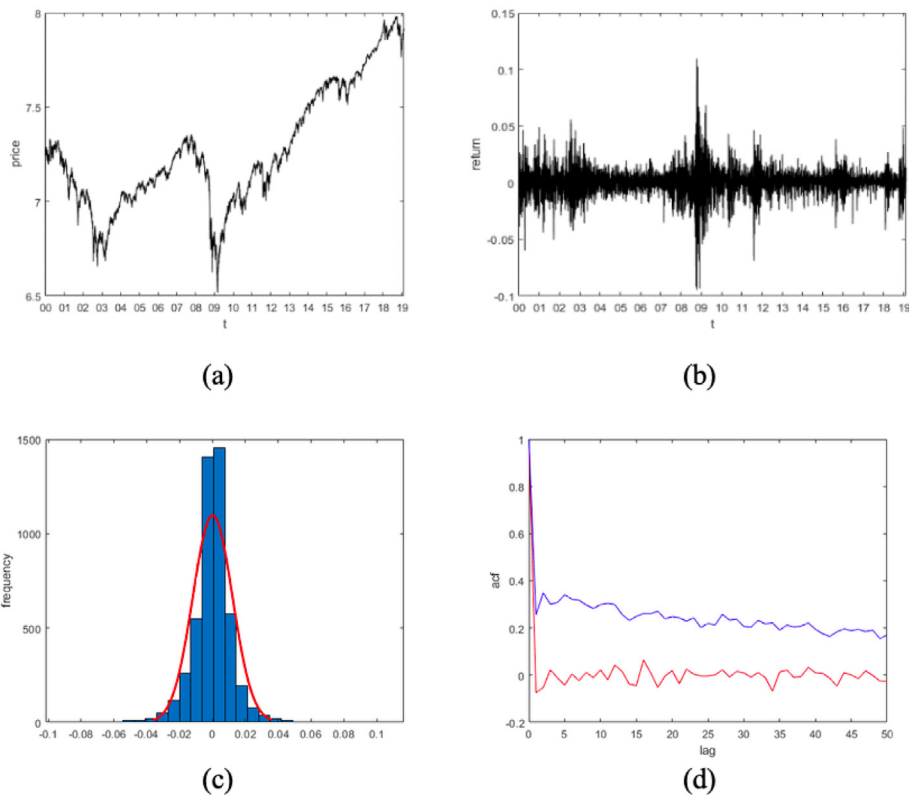 8
7.5
7
6.5
price
00 01 02 03 04 05 06 07 08 09 10 11 12 13 14 15 16 17 18 19
t
(a)
0.15
0.1
0.05
0
-0.05
-0.1
return
00 01 02 03 04 05 06 07 08 09 10 11 12 13 14 15 16 17 18 19
t
(b)
1500
1000
500
0
frequency
-0.1 -0.08 -0.06 -0.04 -0.02 0 0.02 0.04 0.06 0.08 0.1
(c)
1
0.8
0.6
0.4
0.2
0
-0.2
acf
0 5 10 15 20 25 30 35 40 45 50
lag
(d)